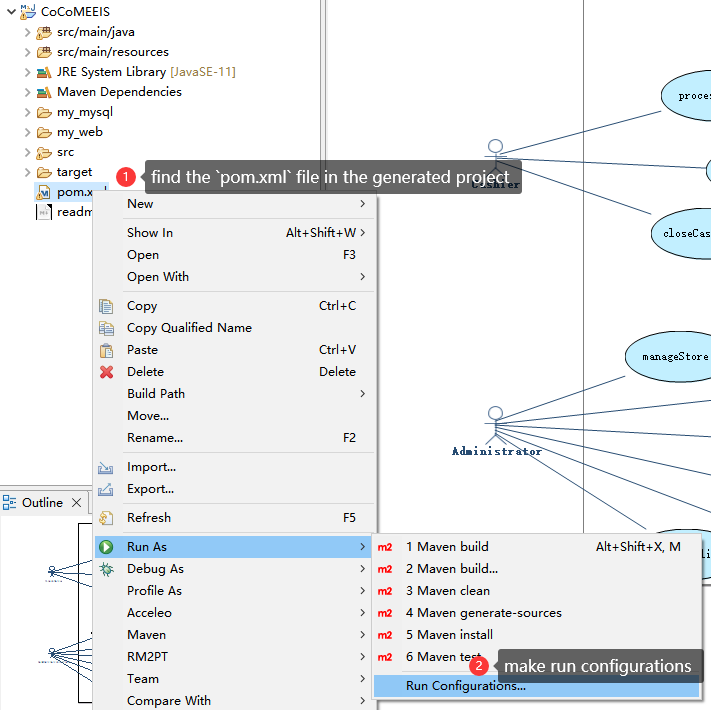 CoCoMEEIS
src/main/java
src/main/resources
JRE System Library [JavaSE-11]
Maven Dependencies
my_mysql
my_web
src
target
1 find the `pom.xml` file in the generated project
pom.x
readm
New
Show In Alt+Shift+W
Open F3
Open With
Copy Ctrl+C
Copy Qualified Name
Paste Ctrl+V
Delete Delete
Build Path
Move...
Rename... F2
Import...
Export...
Refresh F5
Run As
Debug As
Profile As
Acceleo
Maven
RM2PT
Team
Compare With
m2 1 Maven build Alt+Shift+X, M
m2 2 Maven build...
m2 3 Maven clean
m2 4 Maven generate-sources
m2 5 Maven install
m2 6 Maven test
2 make run configurations
Run Configurations...
Outline
proces
Cashier
closeCas
manageStore
Administrator